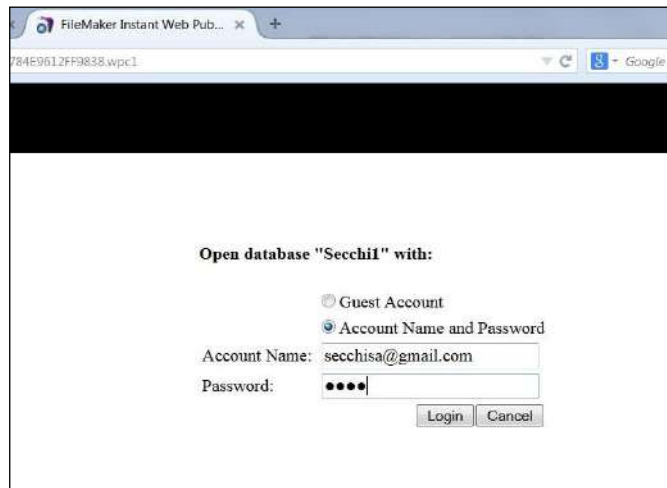 FileMaker Instant Web Pub...
784E9612FF9838.wpc1
Google
Open database "Secchi1" with:
Guest Account
Account Name and Password
Account Name: secchisa@gmail.com
Password: ●●●●
Login Cancel